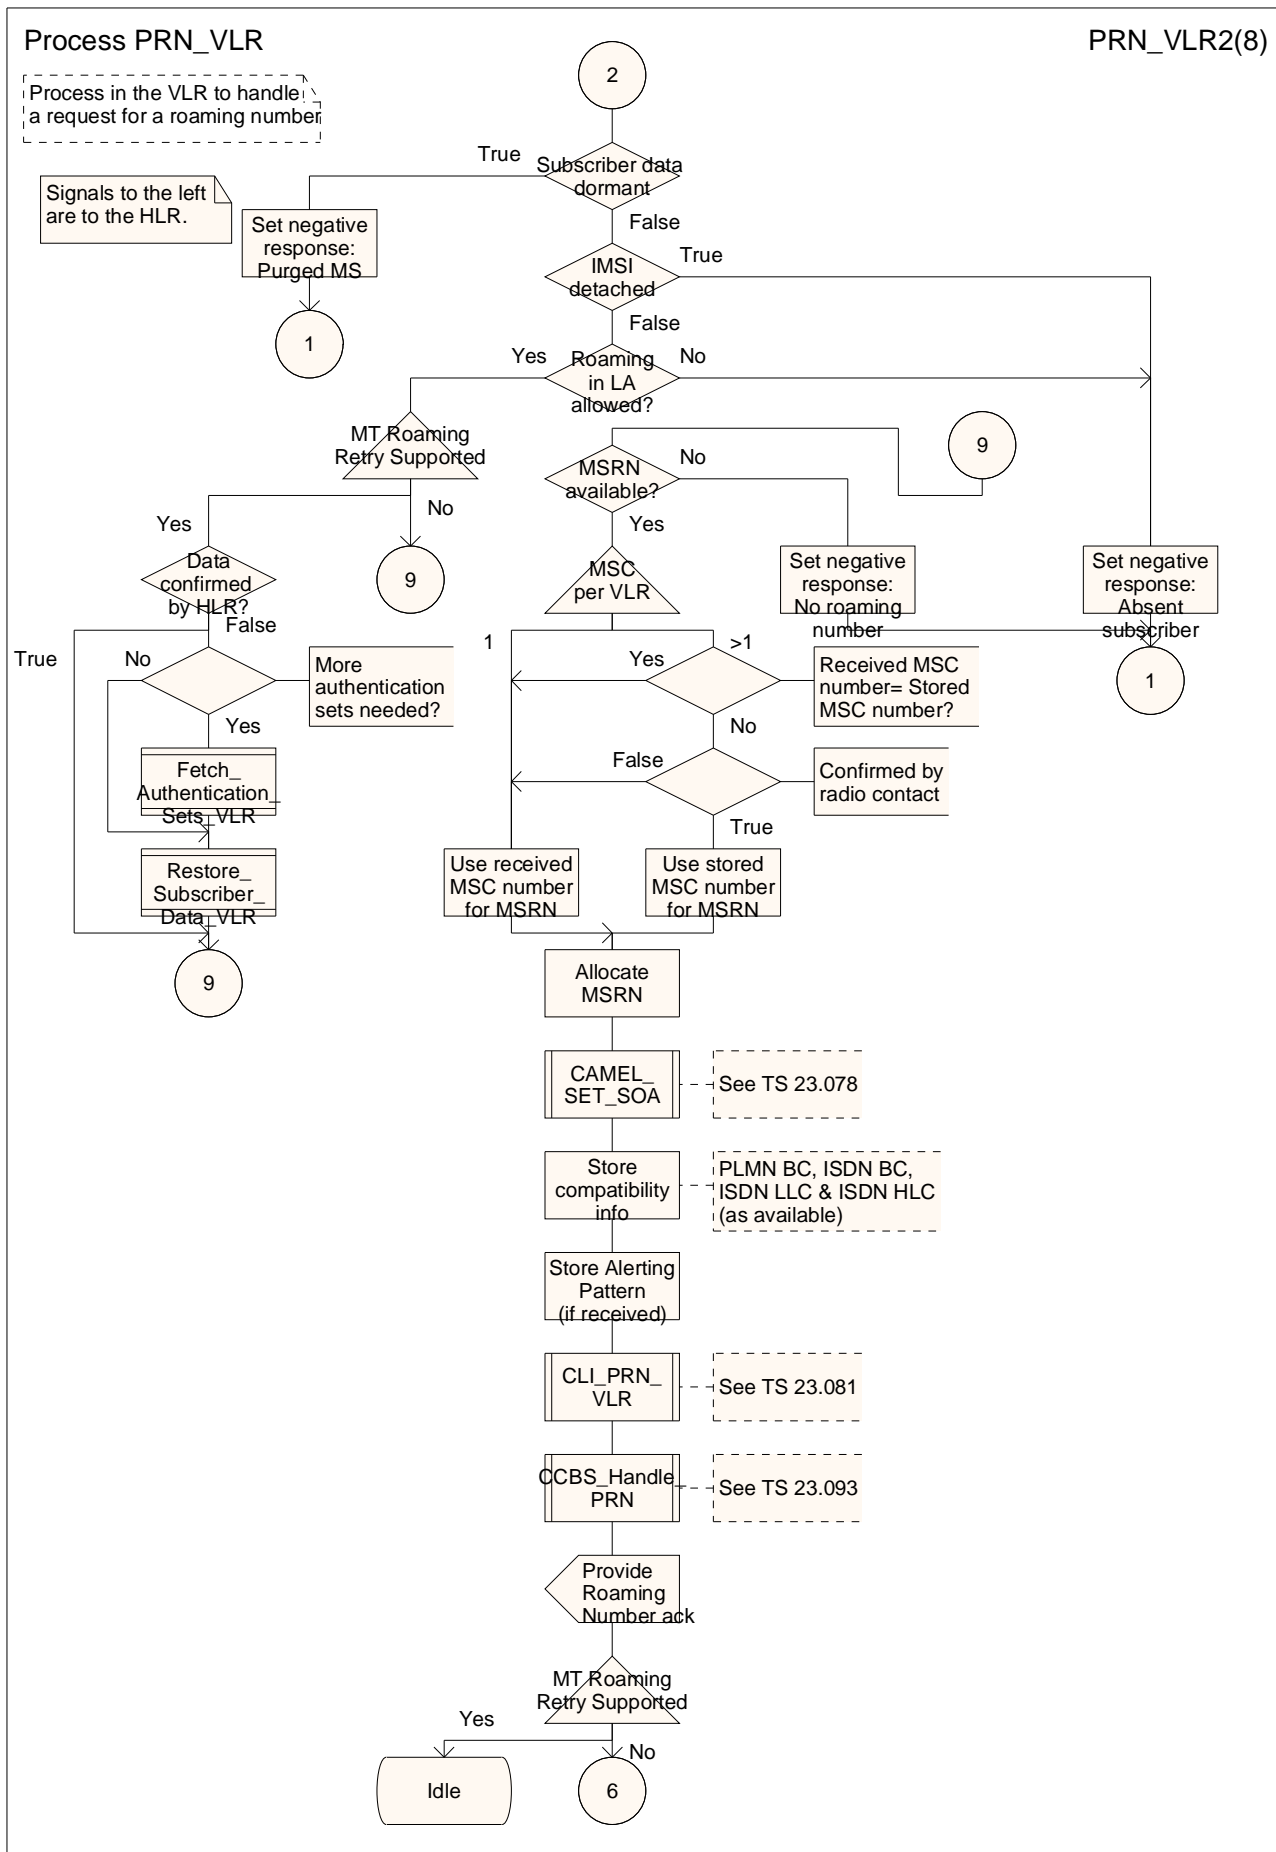 Process PRN_VLR
PRN_VLR2(8)
2
Process in the VLR to handle
a request for a roaming number
True
Subscriber data
dormant
Signals to the left
are to the HLR.
Set negative
response:
Purged MS
False
IMSI
detached
True
1
False
Yes
Roaming
in LA
allowed?
No
MT Roaming
Retry Supported
9
MSRN
available?
No
No
Yes
Yes
Data
confirmed
by HLR?
9
MSC
per VLR
Set negative
response:
No roaming
number
Set negative
response:
Absent
subscriber
False
True
No
More
authentication
sets needed?
1
>1
Yes
Received MSC
number= Stored
MSC number?
1
Yes
No
Fetch_
Authentication_
Sets_VLR
False
Confirmed by
radio contact
True
Restore_
Subscriber_
Data_VLR
Use received
MSC number
for MSRN
Use stored
MSC number
for MSRN
9
Allocate
MSRN
CAMEL_
SET_SOA
See TS 23.078
Store
compatibility
info
PLMN BC, ISDN BC,
ISDN LLC & ISDN HLC
(as available)
Store Alerting
Pattern
(if received)
CLI_PRN_
VLR
See TS 23.081
CCBS_Handle_
PRN
See TS 23.093
Provide
Roaming
Number ack
MT Roaming
Retry Supported
Yes
No
Idle
6